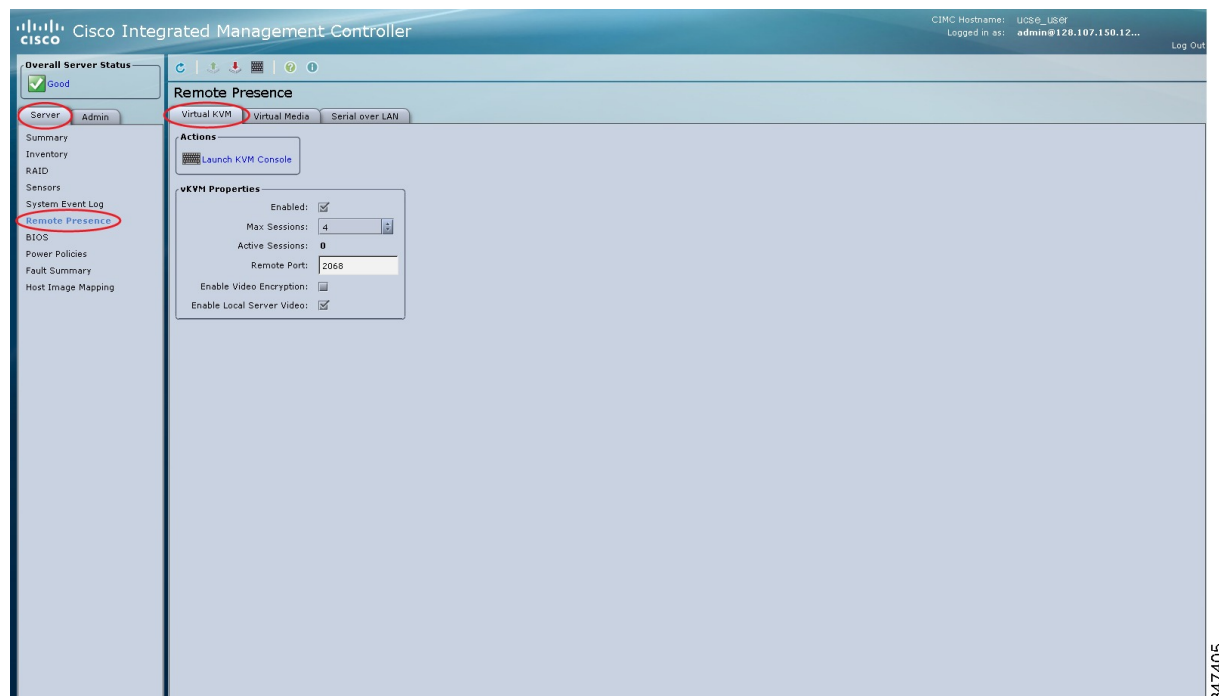 CISCO Cisco Integrated Management Controller
CIMC Hostname: ucse_user
Logged in as: admin@128.107.150.12...
Log Out
Overall Server Status
Good
Server Admin
Summary
Inventory
RAID
Sensors
System Event Log
Remote Presence
BIOS
Power Policies
Fault Summary
Host Image Mapping
Remote Presence
Virtual KVM Virtual Media Serial over LAN
Actions
Launch KVM Console
vKVM Properties
Enabled:
Max Sessions: 4
Active Sessions: 0
Remote Port: 2068
Enable Video Encryption:
Enable Local Server Video: